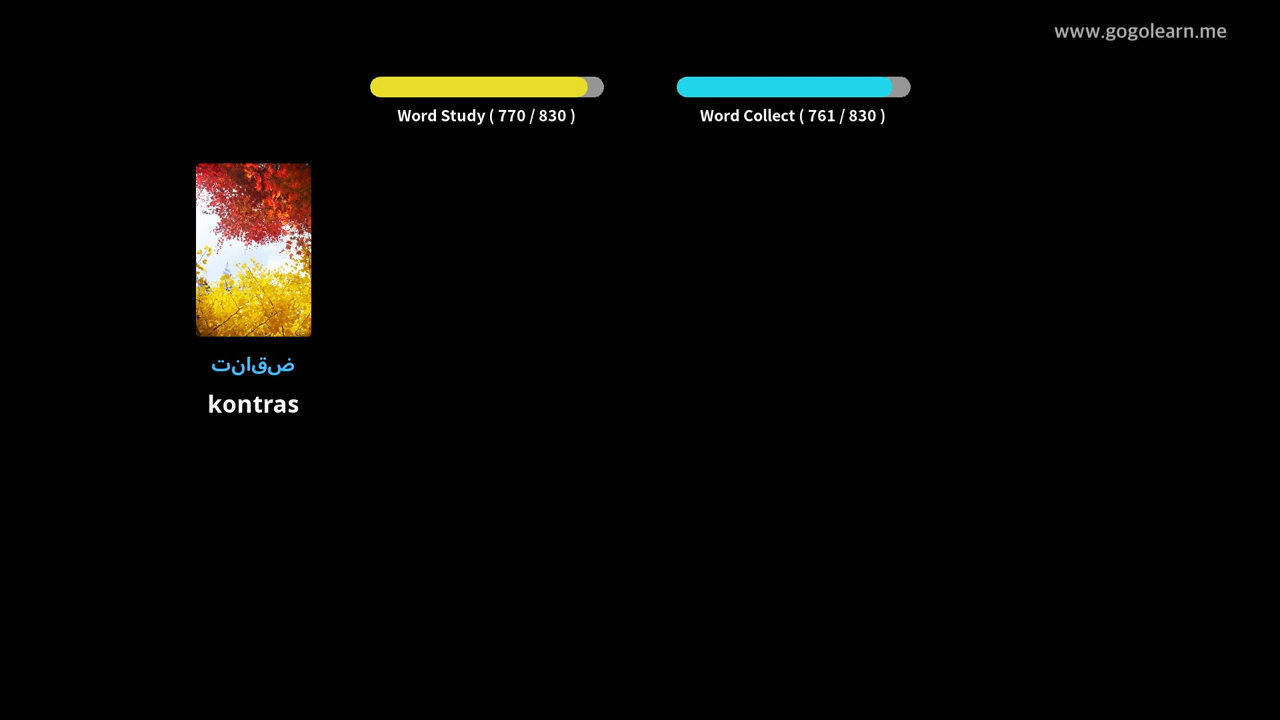 www.gogolearn.me
Word Study ( 770 / 830 )
Word Collect ( 761 / 830 )
ضقانت
kontras